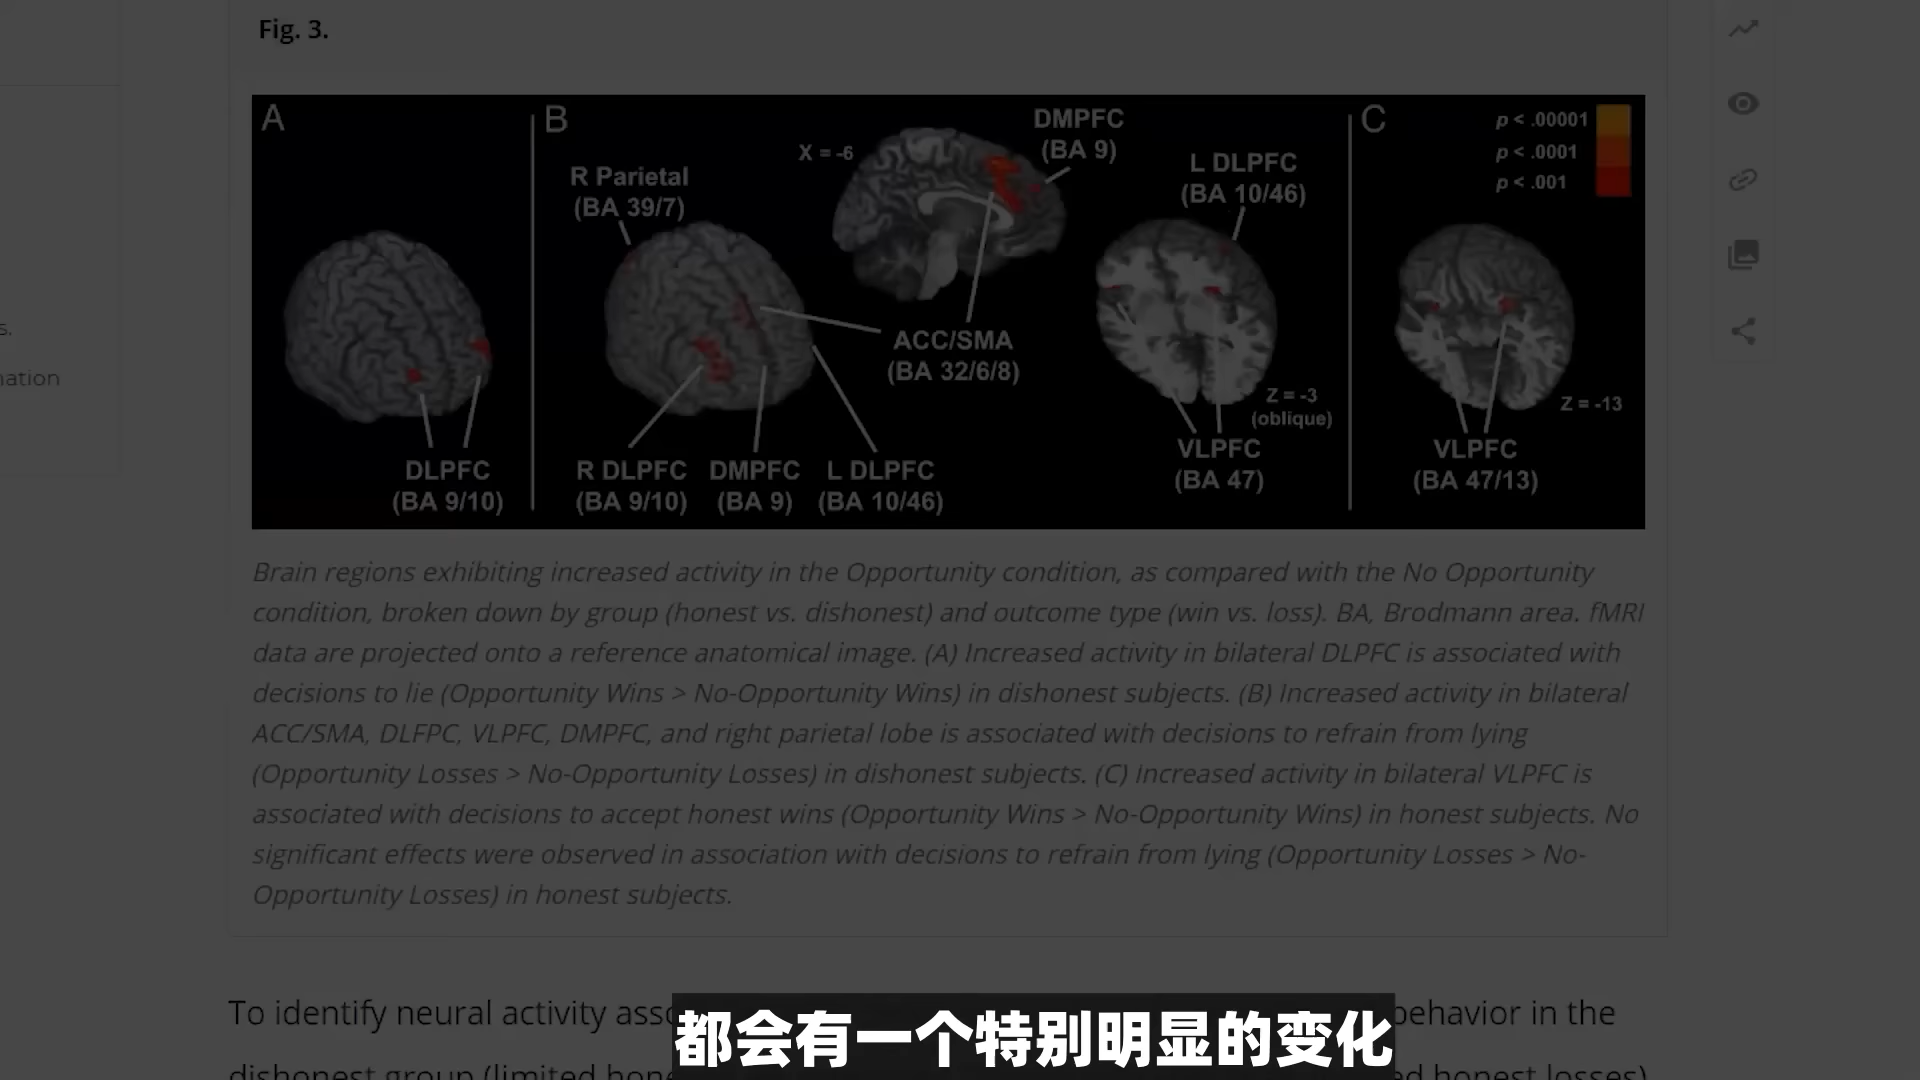 Fig. 3.
s.
nation
A
B
C
X = -6
DMPFC
(BA 9)
R Parietal
(BA 39/7)
L DLPFC
(BA 10/46)
p < .00001
p < .0001
p < .001
ACC/SMA
(BA 32/6/8)
Z = -3
(oblique)
Z = -13
VLPFC
(BA 47)
VLPFC
(BA 47/13)
DLPFC
(BA 9/10)
R DLPFC
(BA 9/10)
DMPFC
(BA 9)
L DLPFC
(BA 10/46)
Brain regions exhibiting increased activity in the Opportunity condition, as compared with the No Opportunity
condition, broken down by group (honest vs. dishonest) and outcome type (win vs. loss). BA, Brodmann area. fMRI
data are projected onto a reference anatomical image. (A) Increased activity in bilateral DLPFC is associated with
decisions to lie (Opportunity Wins > No-Opportunity Wins) in dishonest subjects. (B) Increased activity in bilateral
ACC/SMA, DLFPC, VLPFC, DMPFC, and right parietal lobe is associated with decisions to refrain from lying
(Opportunity Losses > No-Opportunity Losses) in dishonest subjects. (C) Increased activity in bilateral VLPFC is
associated with decisions to accept honest wins (Opportunity Wins > No-Opportunity Wins) in honest subjects. No
significant effects were observed in association with decisions to refrain from lying (Opportunity Losses > No-
Opportunity Losses) in honest subjects.
To identify neural activity behavior in the
都会有一个特别明显的变化
dishonest group (limited honest losses)